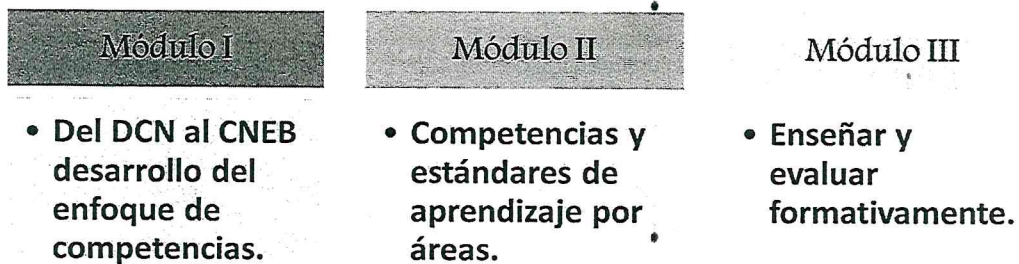 Módulo I
• Del DCN al CNEB
desarrollo del
enfoque de
competencias.
Módulo II
• Competencias y
estándares de
aprendizaje por
áreas.
Módulo III
• Enseñar y
evaluar
formativamente.